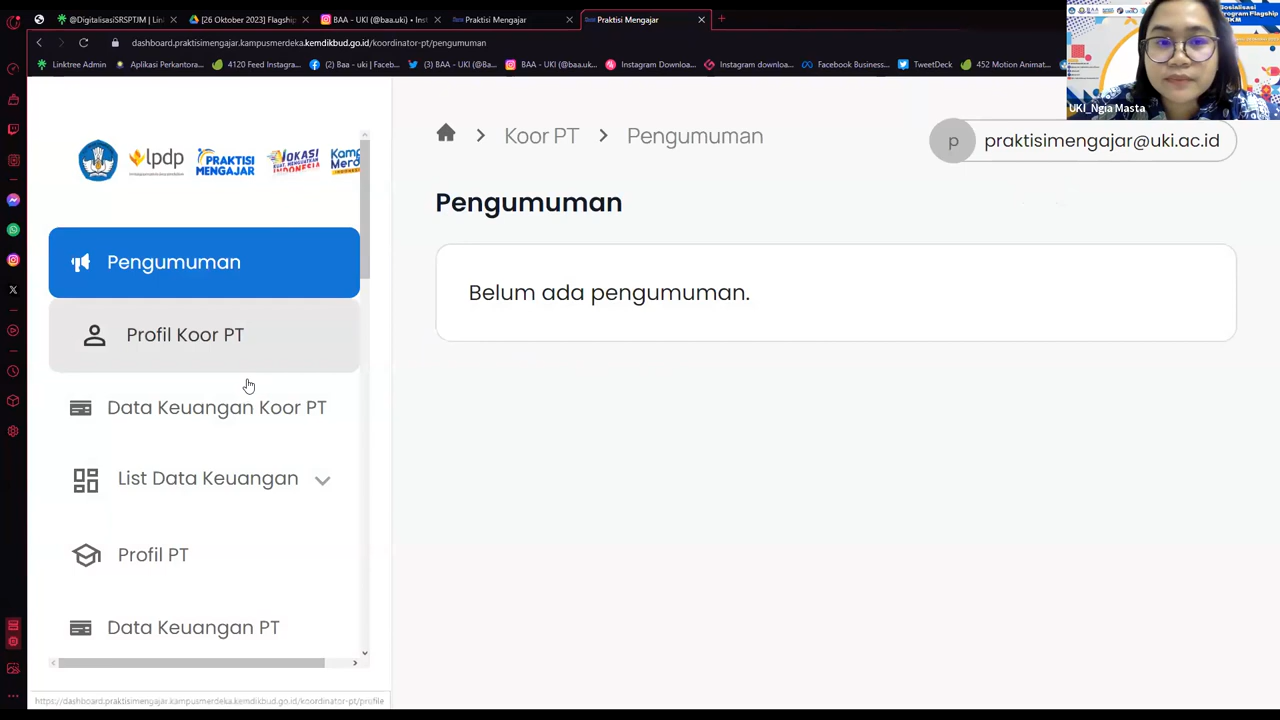 @DigitalisasiSRSPTJM | Lin
[26 Oktober 2023] Flagship
BAA - UKI (@baa.uki) • Inst
Praktisi Mengajar
Praktisi Mengajar
dashboard.praktisimengajar.kampusmerdeka.kemdikbud.go.id/koordinator-pt/pengumuman
Linktree Admin
Aplikasi Perkantora...
4120 Feed Instagra...
(2) Baa - uki | Faceb...
(3) BAA - UKI (@Ba...
BAA - UKI (@baa.uk...
Instagram Downloa...
Instagram downloa...
Facebook Business...
TweetDeck
452 Motion Animat...
Sosialisasi
Program Flagship
UKI_Ngia Masta
lpdp
PRAKTISI
MENGAJAR
Koor PT
Pengumuman
p
praktisimengajar@uki.ac.id
Pengumuman
Belum ada pengumuman.
Pengumuman
Profil Koor PT
Data Keuangan Koor PT
List Data Keuangan
Profil PT
Data Keuangan PT
https://dashboard.praktisimengajar.kampusmerdeka.kemdikbud.go.id/koordinator-pt/profile